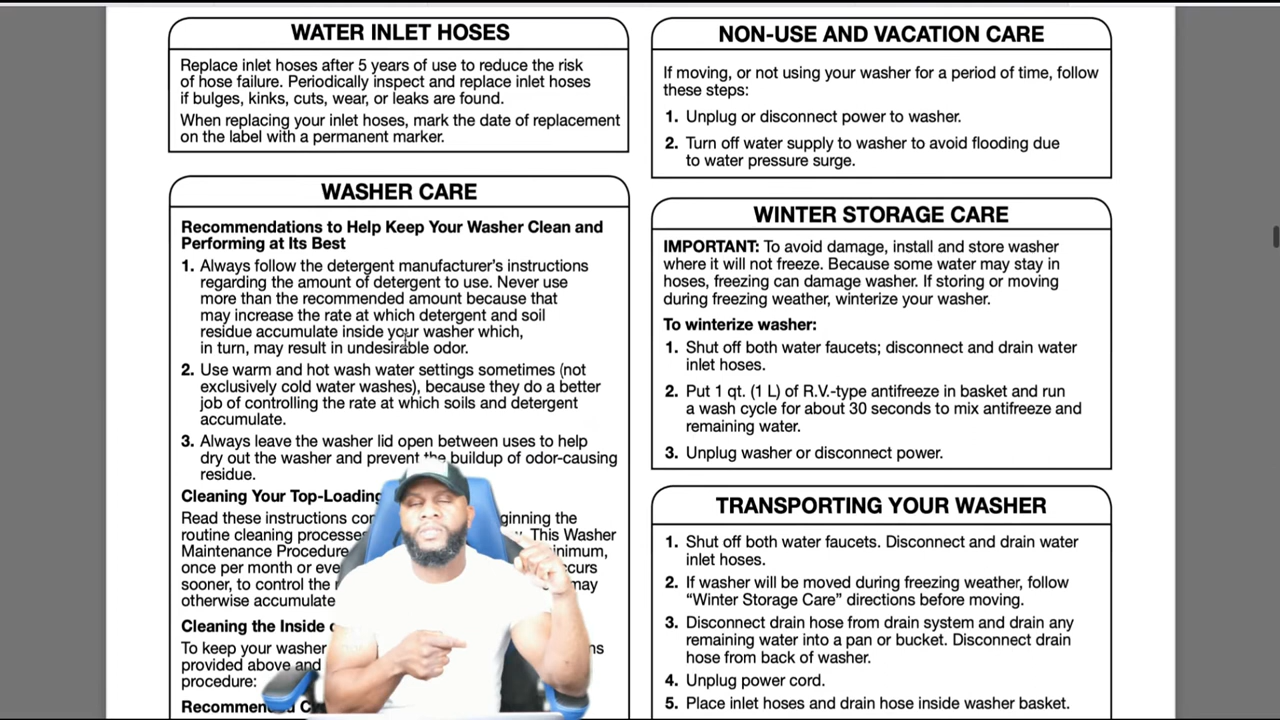 WATER INLET HOSES
Replace inlet hoses after 5 years of use to reduce the risk
of hose failure. Periodically inspect and replace inlet hoses
if bulges, kinks, cuts, wear, or leaks are found.
When replacing your inlet hoses, mark the date of replacement
on the label with a permanent marker.
WASHER CARE
Recommendations to Help Keep Your Washer Clean and
Performing at Its Best
1. Always follow the detergent manufacturer's instructions
regarding the amount of detergent to use. Never use
more than the recommended amount because that
may increase the rate at which detergent and soil
residue accumulate inside your washer which,
in turn, may result in undesirable odor.
2. Use warm and hot wash water settings sometimes (not
exclusively cold water washes), because they do a better
job of controlling the rate at which soils and detergent
accumulate.
3. Always leave the washer lid open between uses to help
dry out the washer and prevent the buildup of odor-causing
residue.
Cleaning Your Top-Loading
Read these instructions ginning the
routine cleaning This Washer
Maintenance Procedure
once per month or
sooner, to control the may
otherwise accumulate
Cleaning the Inside
To keep your washer
provided above and
procedure:
NON-USE AND VACATION CARE
If moving, or not using your washer for a period of time, follow
these steps:
1. Unplug or disconnect power to washer.
2. Turn off water supply to washer to avoid flooding due
to water pressure surge.
WINTER STORAGE CARE
IMPORTANT: To avoid damage, install and store washer
where it will not freeze. Because some water may stay in
hoses, freezing can damage washer. If storing or moving
during freezing weather, winterize your washer.
To winterize washer:
1. Shut off both water faucets; disconnect and drain water
inlet hoses.
2. Put 1 qt. (1 L) of R.V.-type antifreeze in basket and run
a wash cycle for about 30 seconds to mix antifreeze and
remaining water.
3. Unplug washer or disconnect power.
TRANSPORTING YOUR WASHER
1. Shut off both water faucets. Disconnect and drain water
inlet hoses.
2. If washer will be moved during freezing weather, follow
“Winter Storage Care” directions before moving.
3. Disconnect drain hose from drain system and drain any
remaining water into a pan or bucket. Disconnect drain
hose from back of washer.
4. Unplug power cord.
5. Place inlet hoses and drain hose inside washer basket.